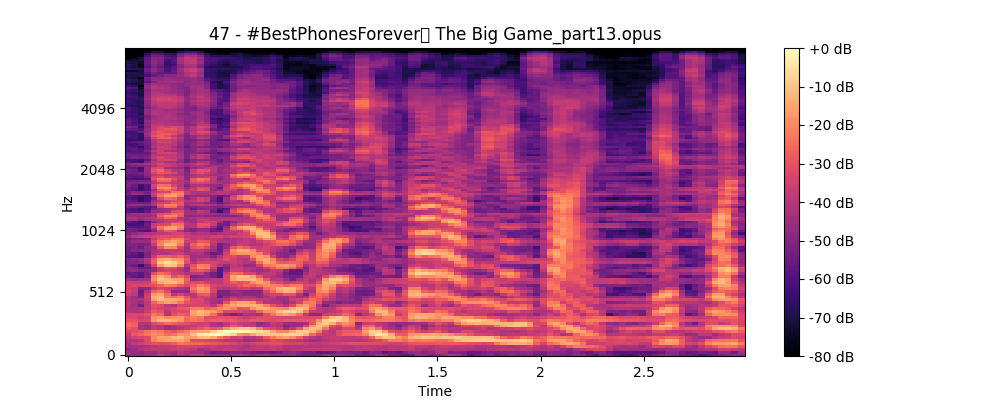 47 - #BestPhonesForever▯ The Big Game_part13.opus
Hz
4096
2048
1024
512
0
0
0.5
1
1.5
2
2.5
Time
+0 dB
-10 dB
-20 dB
-30 dB
-40 dB
-50 dB
-60 dB
-70 dB
-80 dB